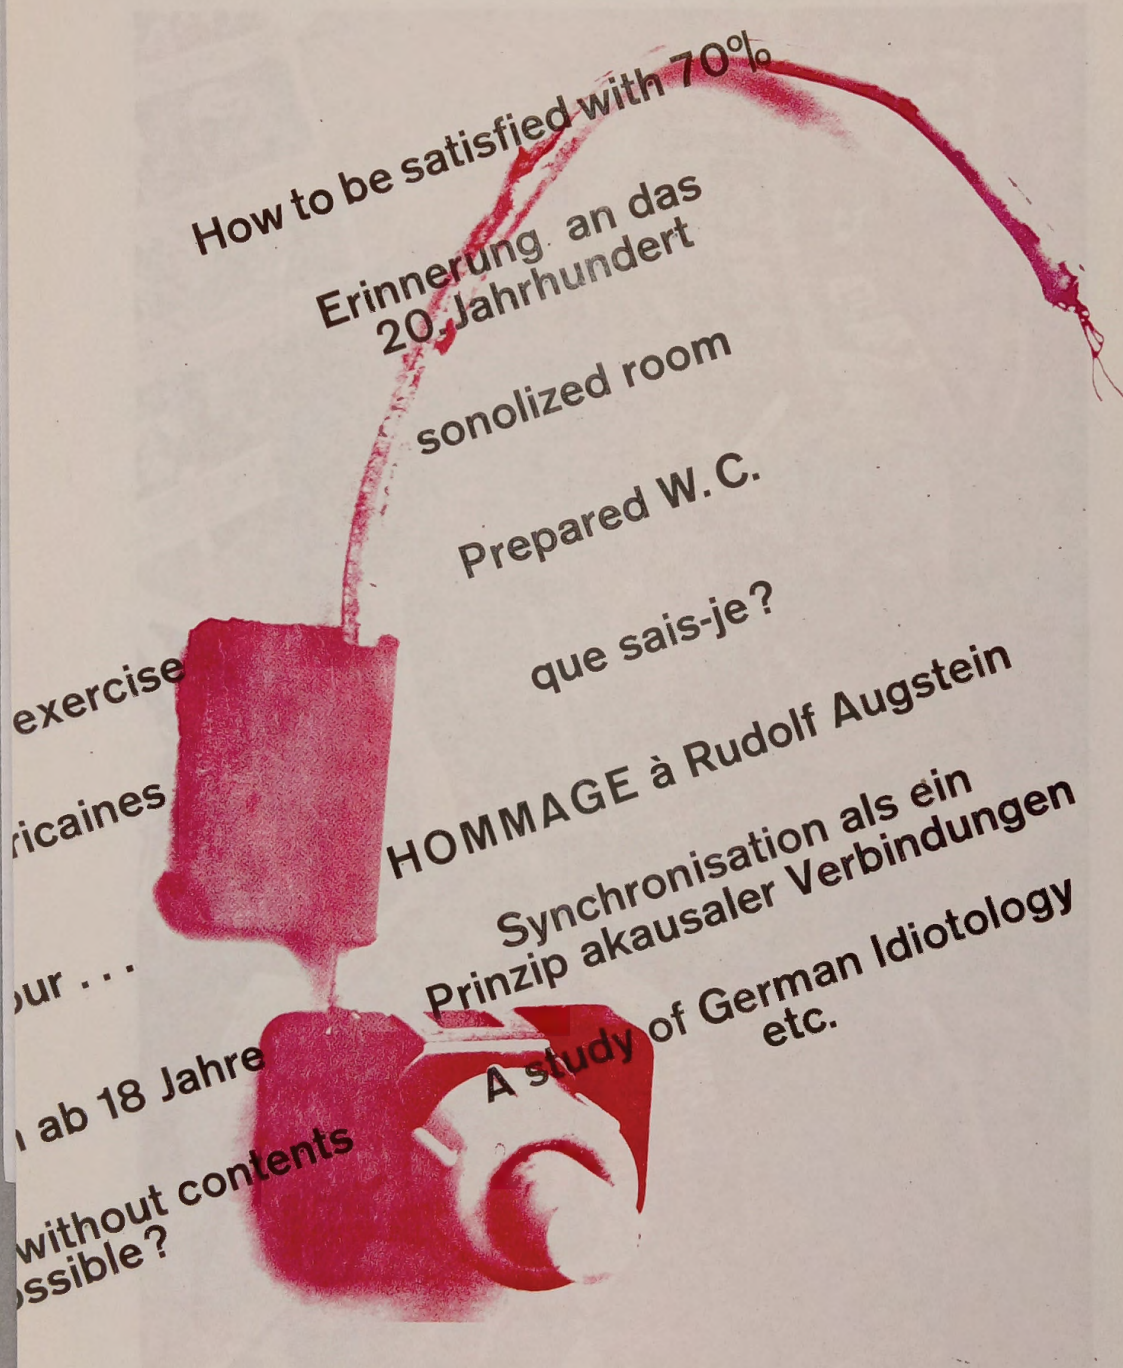 How to be satisfied with 70%
Erinnerung an das
20. Jahrhundert
sonolized room
Prepared W. C.
que sais-je?
HOMMAGE à Rudolf Augstein
Synchronisation als ein
Prinzip akausaler Verbindungen
A study of German Idiotology
etc.
exercise
ricaines
our . . .
ab 18 Jahre
without contents
ossible?